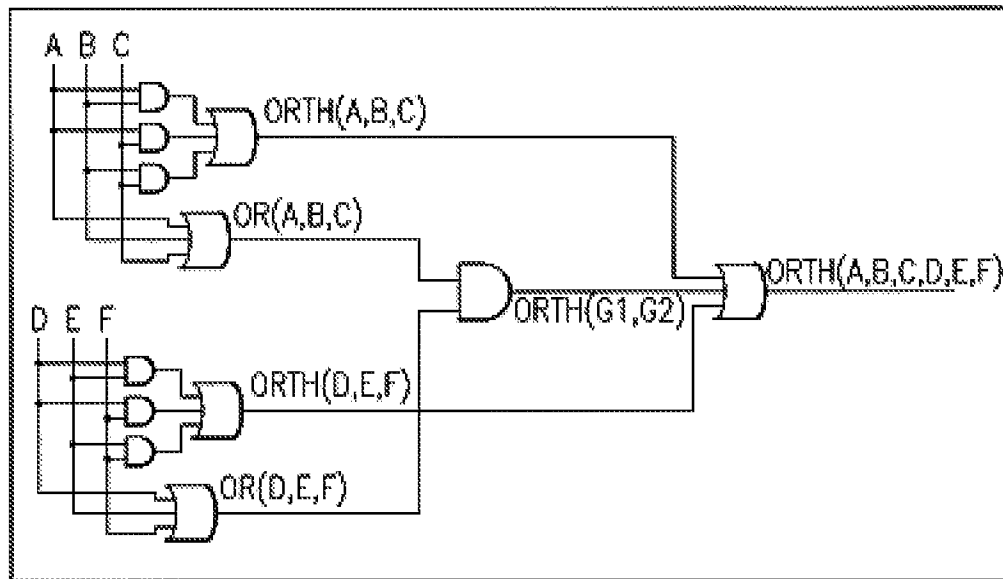 A B C
ORTH(A,B,C)
OR(A,B,C)
ORTH(A,B,C,D,E,F)
ORTH(G1,G2)
D E F
ORTH(D,E,F)
OR(D,E,F)